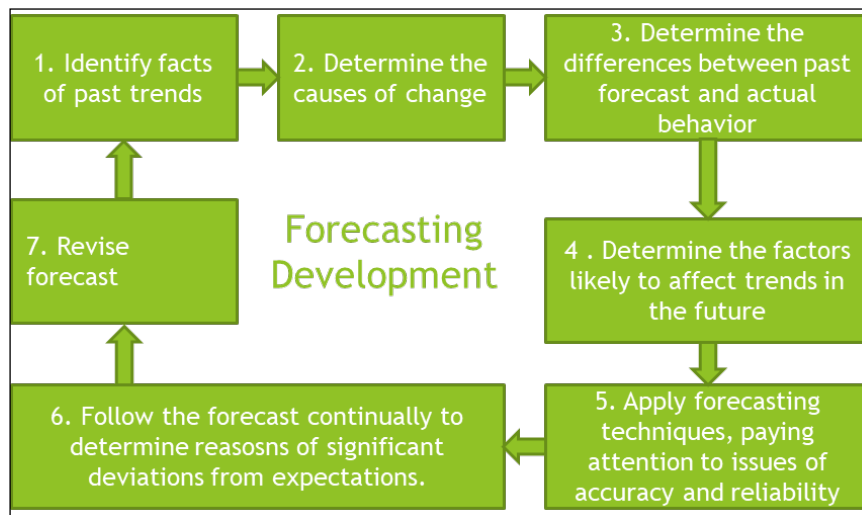 1. Identify facts
of past trends
2. Determine the
causes of change
3. Determine the
differences between past
forecast and actual
behavior
4 . Determine the factors
likely to affect trends in
the future
5. Apply forecasting
techniques, paying
attention to issues of
accuracy and reliability
6. Follow the forecast continually to
determine reasosns of significant
deviations from expectations.
7. Revise
forecast
Forecasting
Development